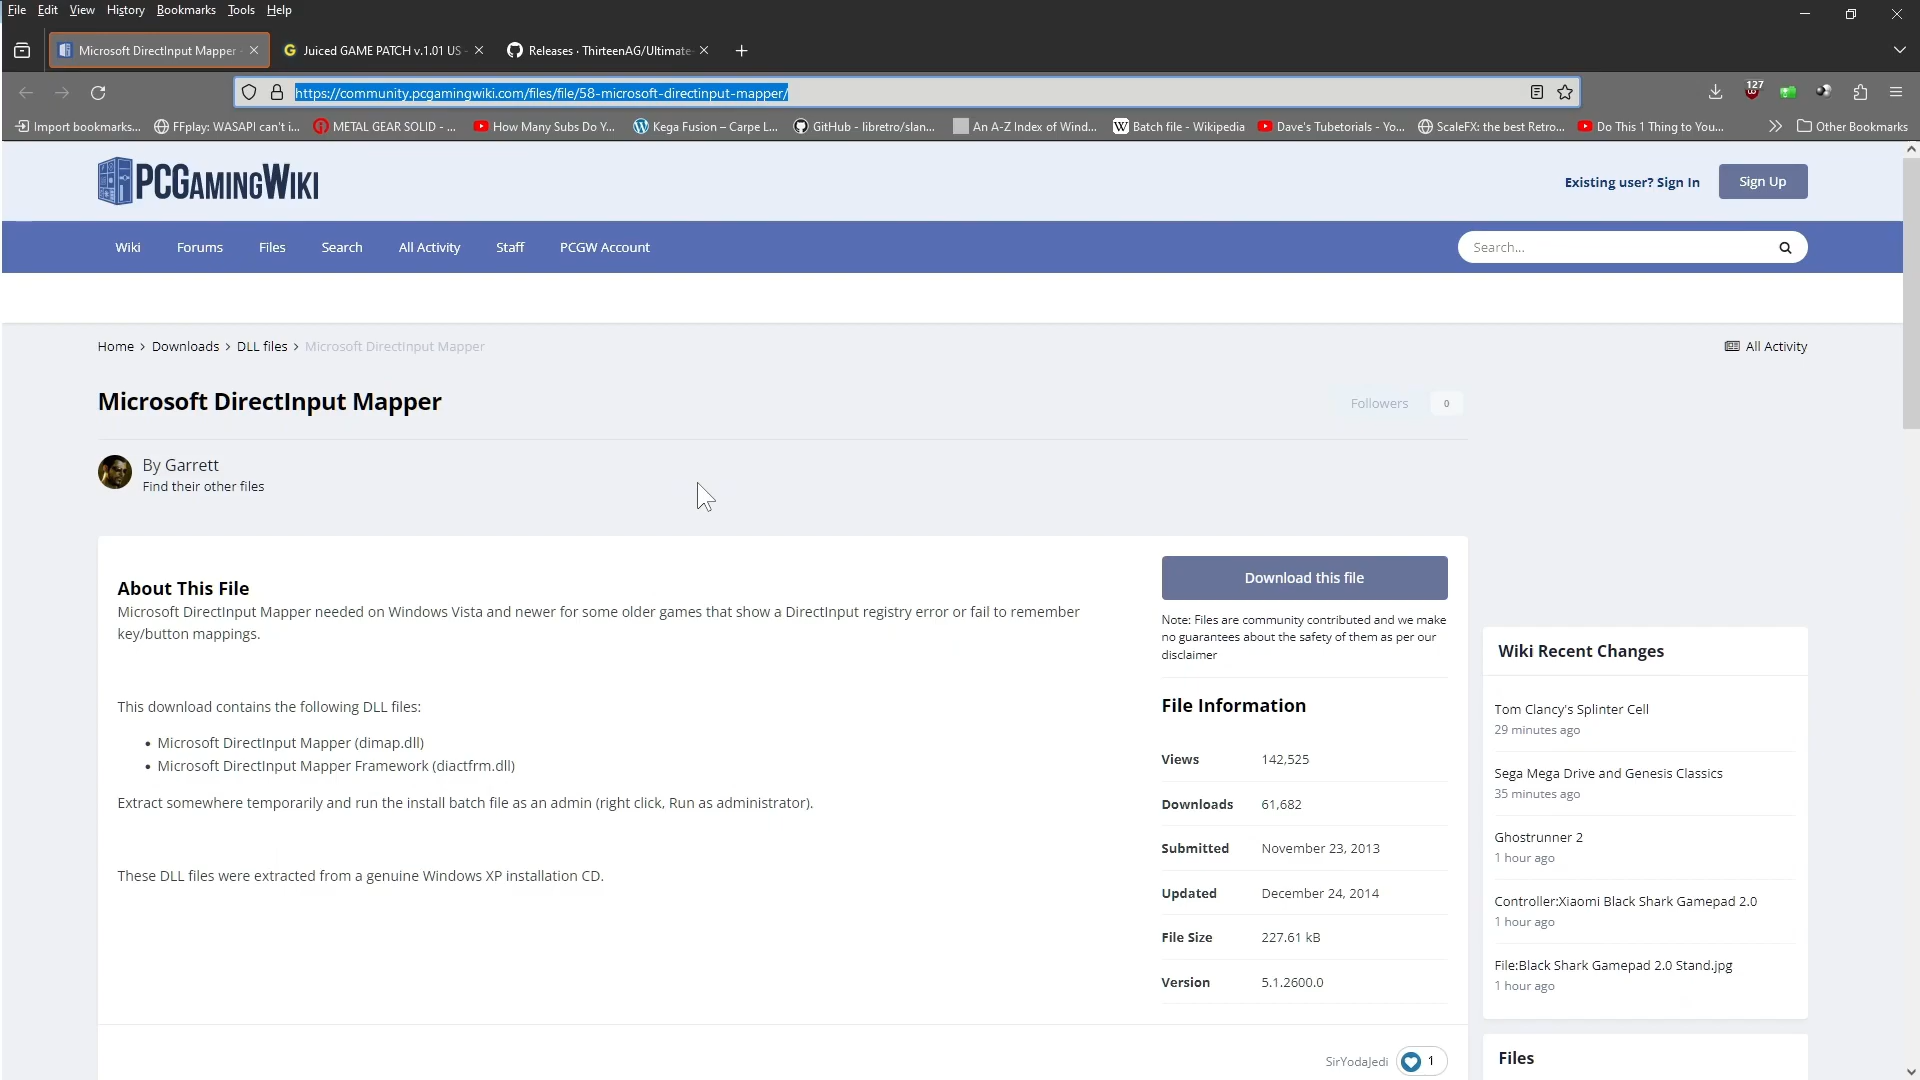 File Edit View History Bookmarks Tools Help
Microsoft DirectInput Mapper - Juiced GAME PATCH v.1.01 US - Releases · ThirteenAG/Ultimate-
https://community.pcgamingwiki.com/files/file/58-microsoft-directinput-mapper/ 127
Import bookmarks... FFplay: WASAPI can't i... METAL GEAR SOLID - ... How Many Subs Do Y... Kega Fusion – Carpe L... GitHub - libretro/slan... An A-Z Index of Wind... Batch file - Wikipedia Dave's Tubetorials - Yo... ScaleFX: the best Retro... Do This 1 Thing to You... Other Bookmarks
PCGamingWiki
Existing user? Sign In Sign Up
Wiki Forums Files Search All Activity Staff PCGW Account Search...
Home > Downloads > DLL files > Microsoft DirectInput Mapper All Activity
Microsoft DirectInput Mapper
Followers 0
By Garrett
Find their other files
About This File
Microsoft DirectInput Mapper needed on Windows Vista and newer for some older games that show a DirectInput registry error or fail to remember
key/button mappings.
This download contains the following DLL files:
• Microsoft DirectInput Mapper (dimap.dll)
• Microsoft DirectInput Mapper Framework (diactfrm.dll)
Extract somewhere temporarily and run the install batch file as an admin (right click, Run as administrator).
These DLL files were extracted from a genuine Windows XP installation CD.
Download this file
Note: Files are community contributed and we make
no guarantees about the safety of them as per our
disclaimer
File Information
Views 142,525
Downloads 61,682
Submitted November 23, 2013
Updated December 24, 2014
File Size 227.61 kB
Version 5.1.2600.0
SirYodaJedi 1
Wiki Recent Changes
Tom Clancy's Splinter Cell
29 minutes ago
Sega Mega Drive and Genesis Classics
35 minutes ago
Ghostrunner 2
1 hour ago
Controller:Xiaomi Black Shark Gamepad 2.0
1 hour ago
File:Black Shark Gamepad 2.0 Stand.jpg
1 hour ago
Files